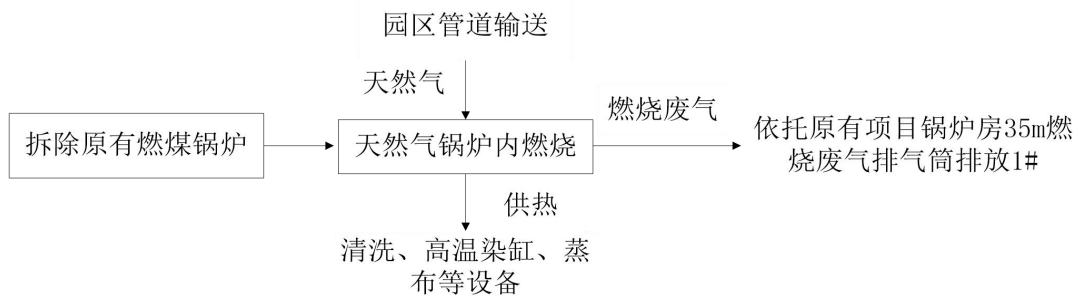 园区管道输送
天然气
燃烧废气
拆除原有燃煤锅炉
天然气锅炉内燃烧
依托原有项目锅炉房35m燃
烧废气排气筒排放1#
供热
清洗、高温染缸、蒸
布等设备